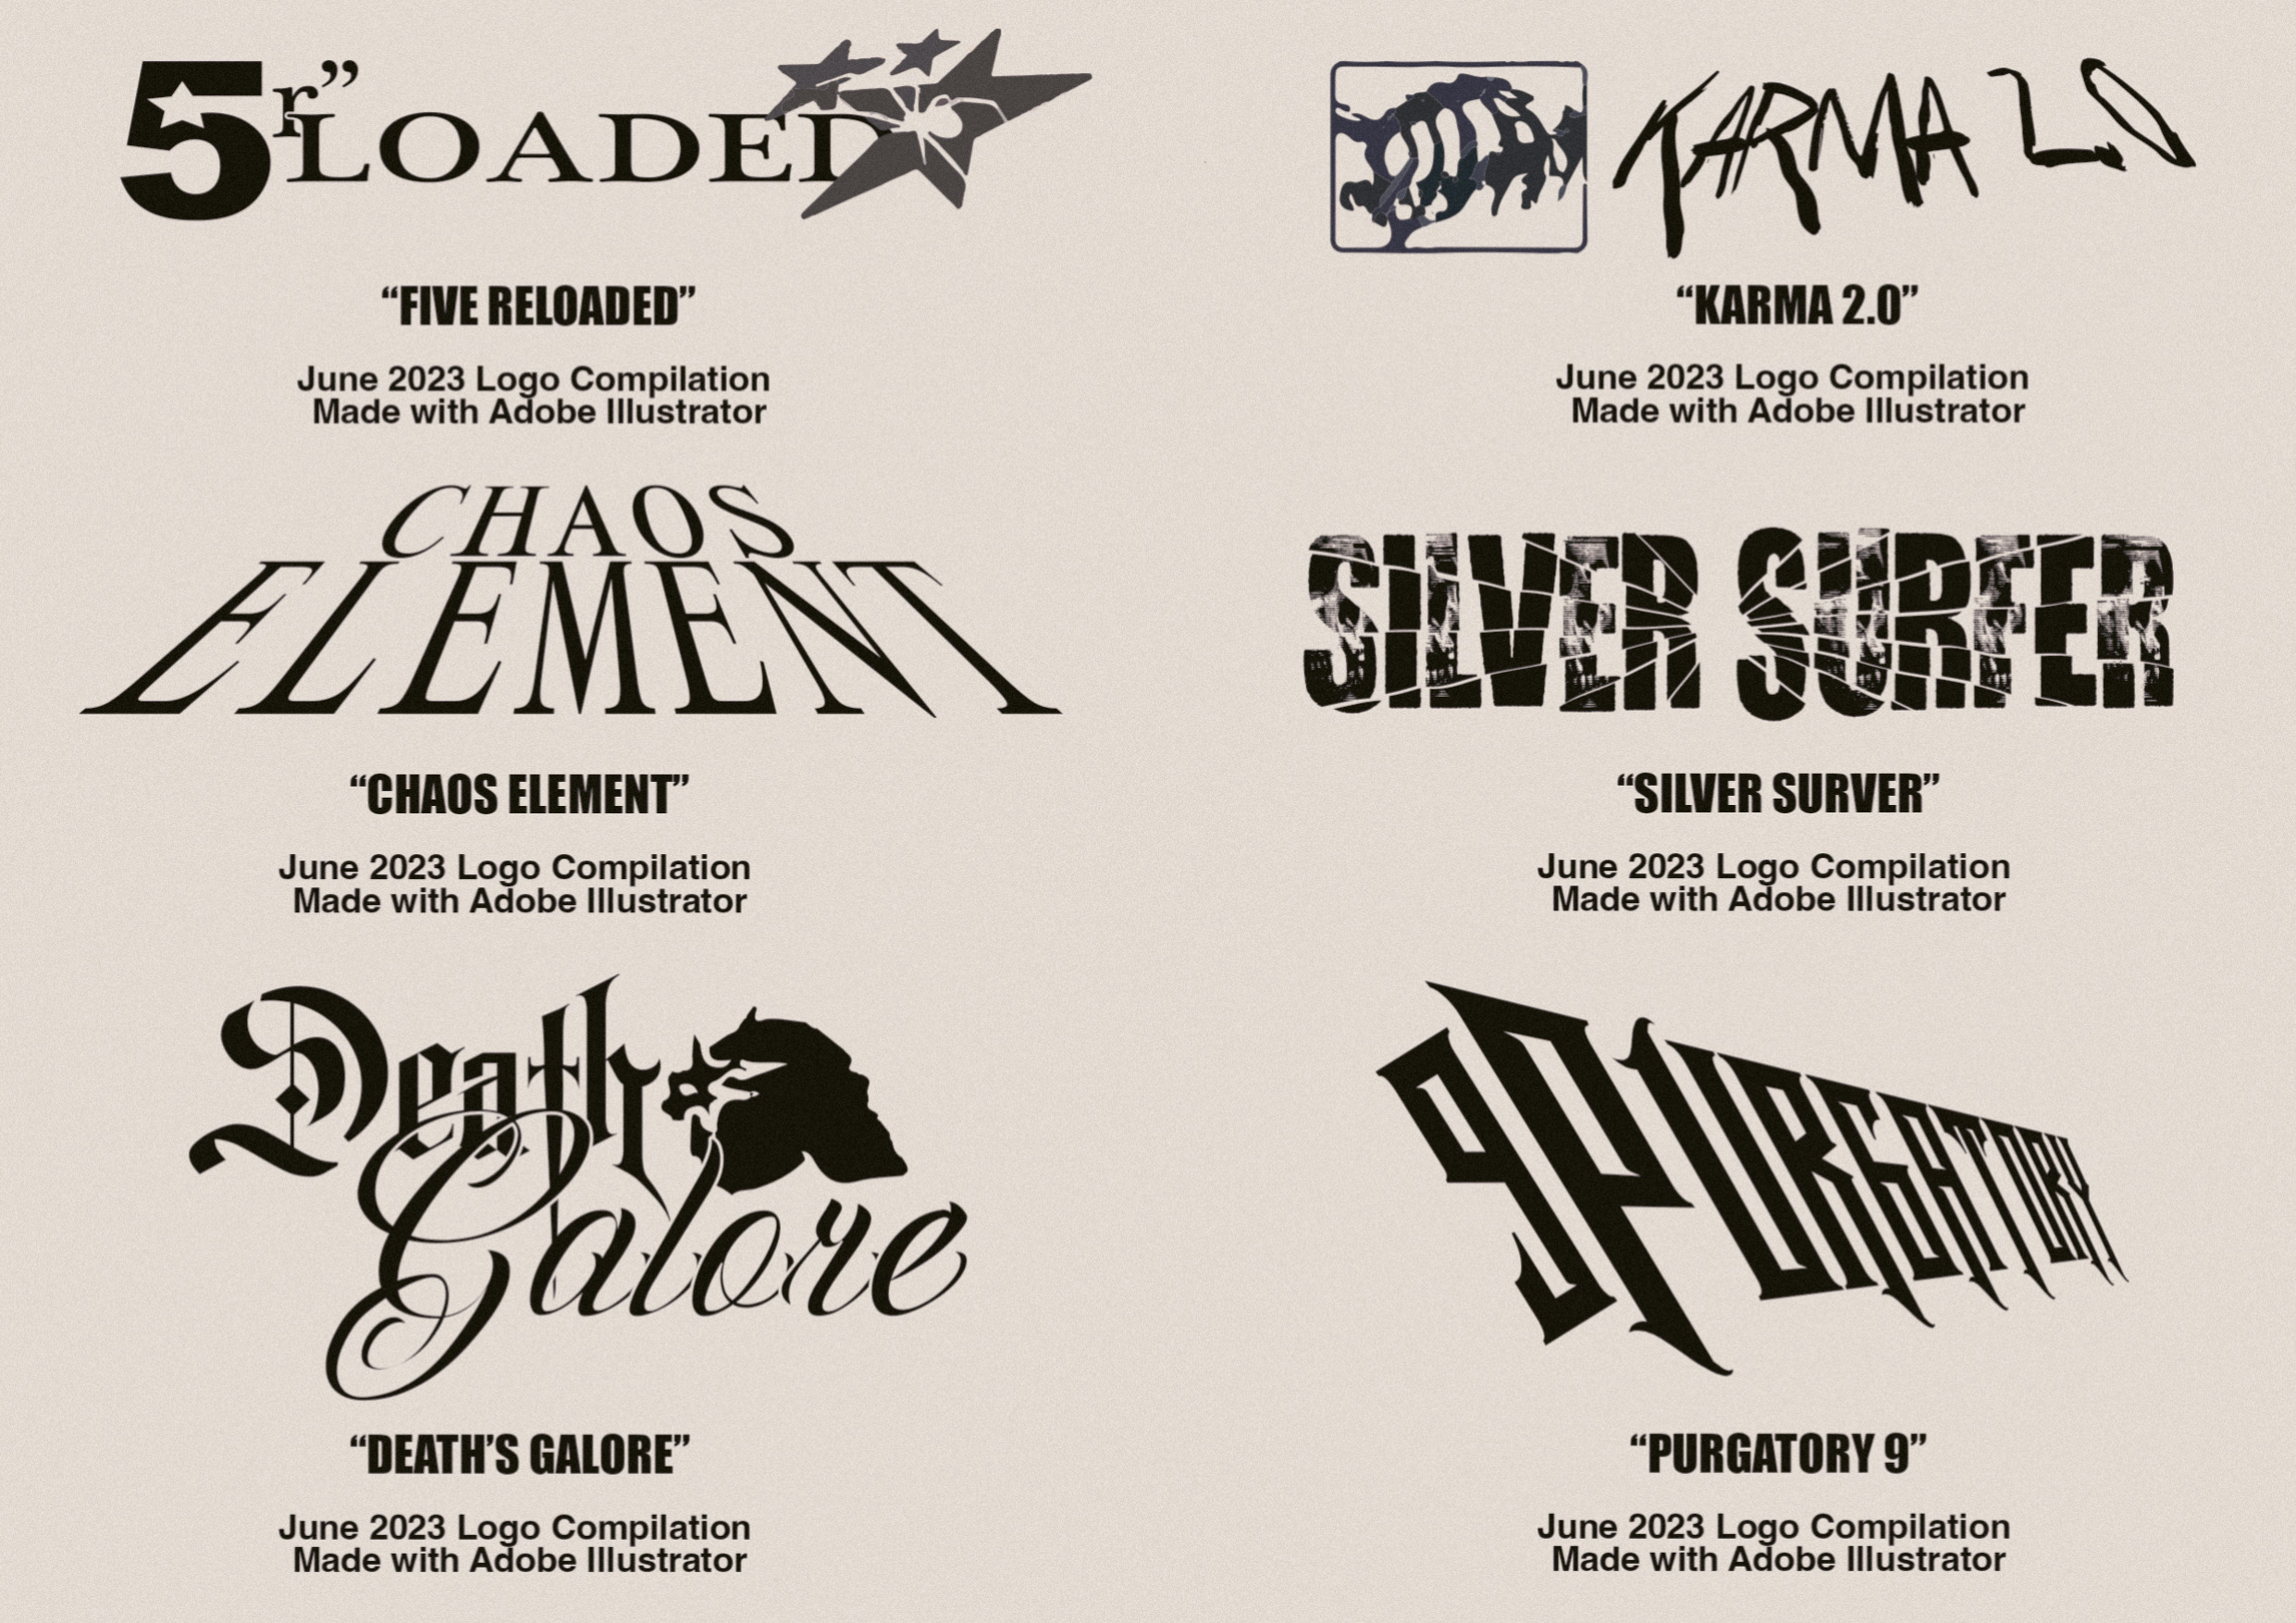 5r”LOADED
“FIVE RELOADED”
June 2023 Logo Compilation
Made with Adobe Illustrator
KARMA 2.0
“KARMA 2.0”
June 2023 Logo Compilation
Made with Adobe Illustrator
CHAOS
ELEMENT
“CHAOS ELEMENT”
June 2023 Logo Compilation
Made with Adobe Illustrator
SILVER SURFER
“SILVER SURVER”
June 2023 Logo Compilation
Made with Adobe Illustrator
Death
Galore
“DEATH’S GALORE”
June 2023 Logo Compilation
Made with Adobe Illustrator
9PURGATORY
“PURGATORY 9”
June 2023 Logo Compilation
Made with Adobe Illustrator